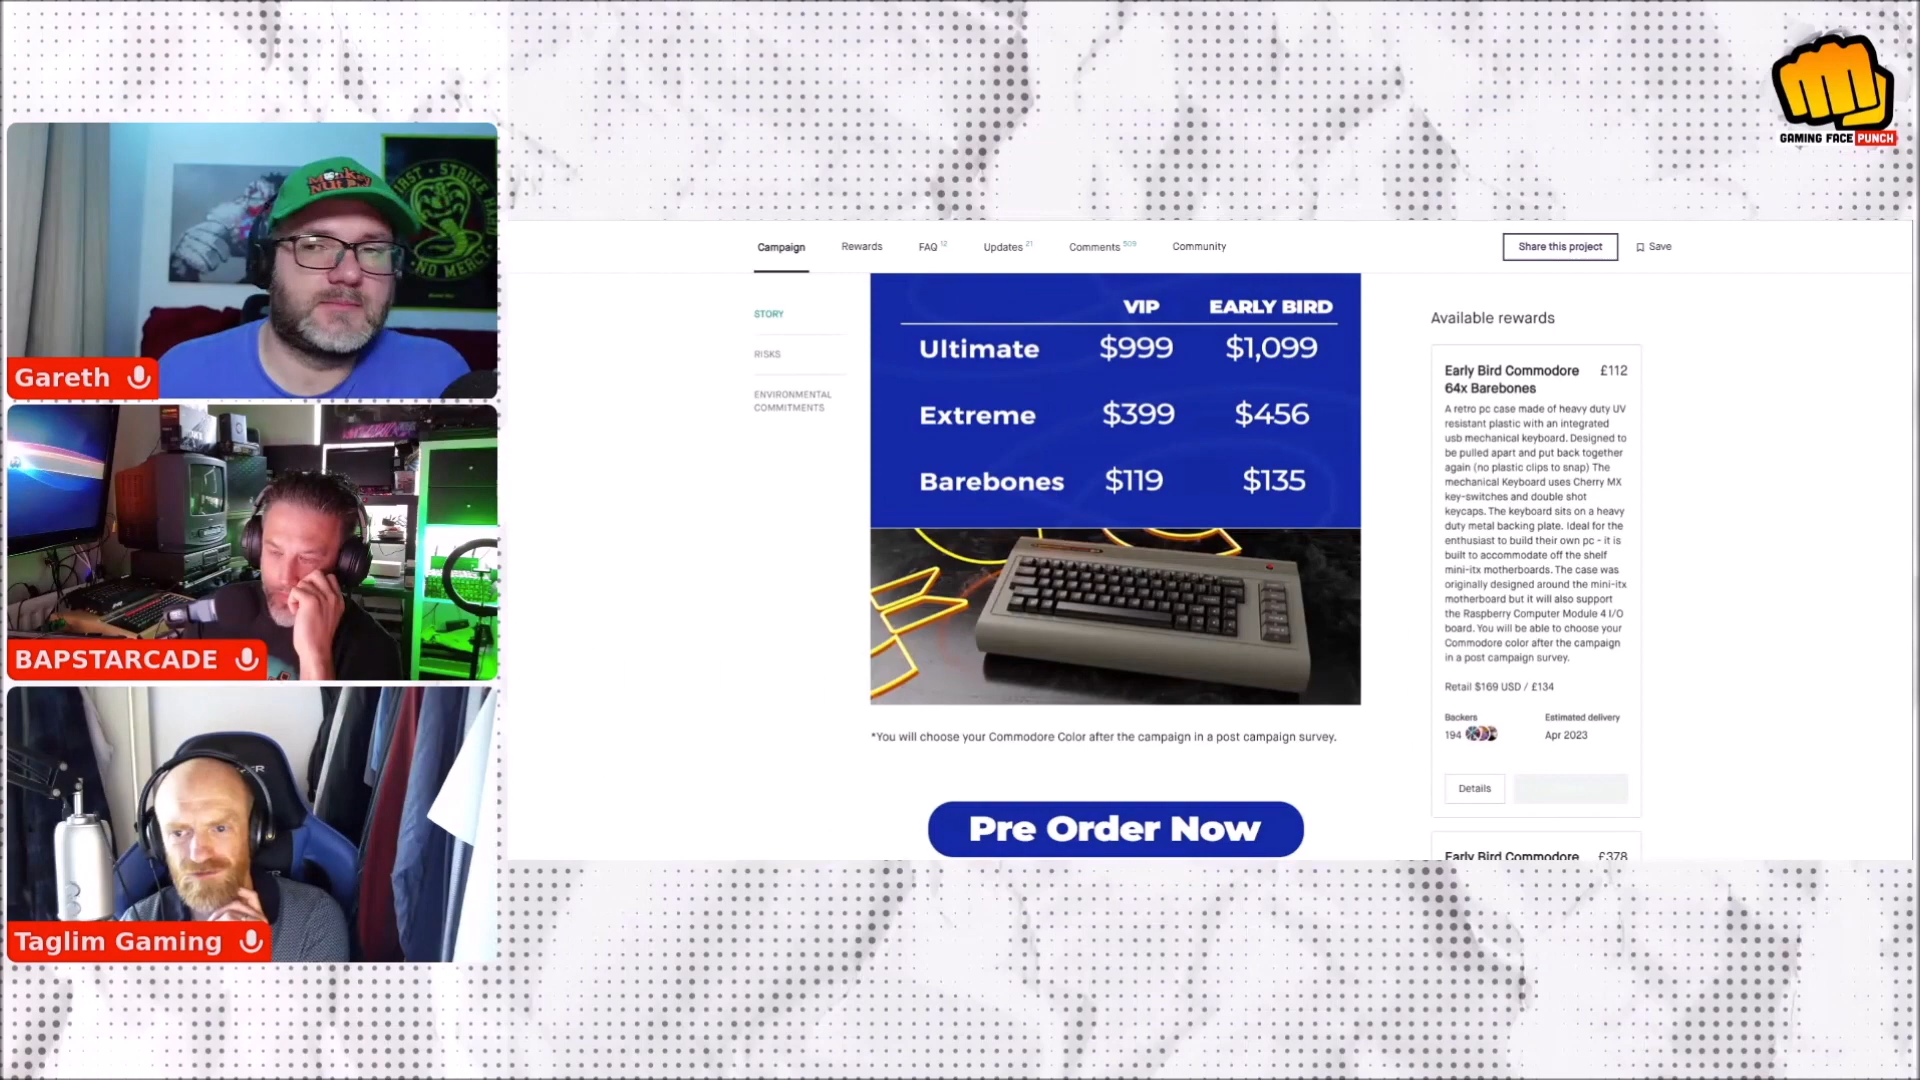 GAMING FACE PUNCH
FIRST · STRIKE HARD
· NO MERCY ·
Gareth
BAPSTARCADE
Taglim Gaming
Campaign
Rewards
FAQ 12
Updates 21
Comments 509
Community
Share this project
Save
STORY
RISKS
ENVIRONMENTAL
COMMITMENTS
VIP EARLY BIRD
Ultimate $999 $1,099
Extreme $399 $456
Barebones $119 $135
*You will choose your Commodore Color after the campaign in a post campaign survey.
Pre Order Now
Available rewards
Early Bird Commodore £112
64x Barebones
A retro pc case made of heavy duty UV
resistant plastic with an integrated
usb mechanical keyboard. Designed to
be pulled apart and put back together
again (no plastic clips to snap) The
mechanical Keyboard uses Cherry MX
key-switches and double shot
keycaps. The keyboard sits on a heavy
duty metal backing plate. Ideal for the
enthusiast to build their own pc - it is
built to accommodate off the shelf
mini-itx motherboards. The case was
originally designed around the mini-itx
motherboard but it will also support
the Raspberry Computer Module 4 I/O
board. You will be able to choose your
Commodore color after the campaign
in a post campaign survey.
Retail $169 USD / £134
Backers Estimated delivery
194 Apr 2023
Details
Early Bird Commodore £378